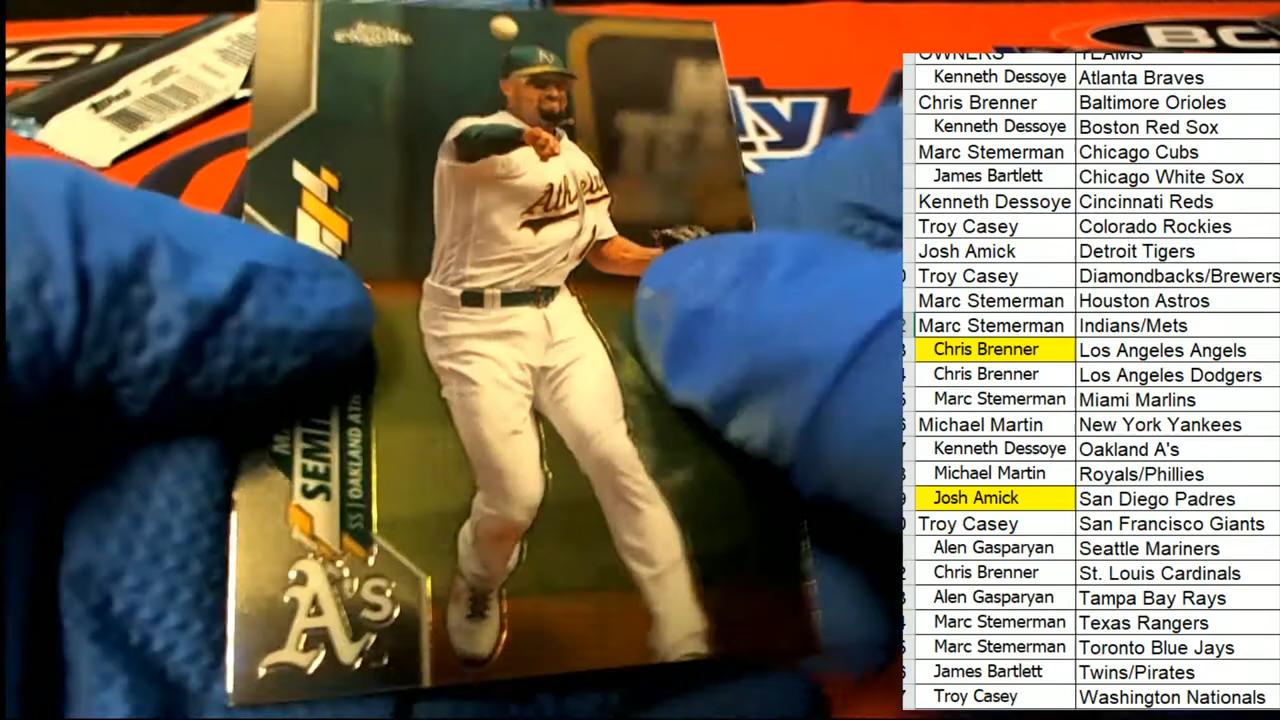 BC
ly
topps
Athletics
M
SEMI
SS | OAKLAND ATH
A's
OWNERS TEAMS
Kenneth Dessoye Atlanta Braves
Chris Brenner Baltimore Orioles
Kenneth Dessoye Boston Red Sox
Marc Stemerman Chicago Cubs
James Bartlett Chicago White Sox
Kenneth Dessoye Cincinnati Reds
Troy Casey Colorado Rockies
Josh Amick Detroit Tigers
Troy Casey Diamondbacks/Brewers
Marc Stemerman Houston Astros
Marc Stemerman Indians/Mets
Chris Brenner Los Angeles Angels
Chris Brenner Los Angeles Dodgers
Marc Stemerman Miami Marlins
Michael Martin New York Yankees
Kenneth Dessoye Oakland A's
Michael Martin Royals/Phillies
Josh Amick San Diego Padres
Troy Casey San Francisco Giants
Alen Gasparyan Seattle Mariners
Chris Brenner St. Louis Cardinals
Alen Gasparyan Tampa Bay Rays
Marc Stemerman Texas Rangers
Marc Stemerman Toronto Blue Jays
James Bartlett Twins/Pirates
Troy Casey Washington Nationals